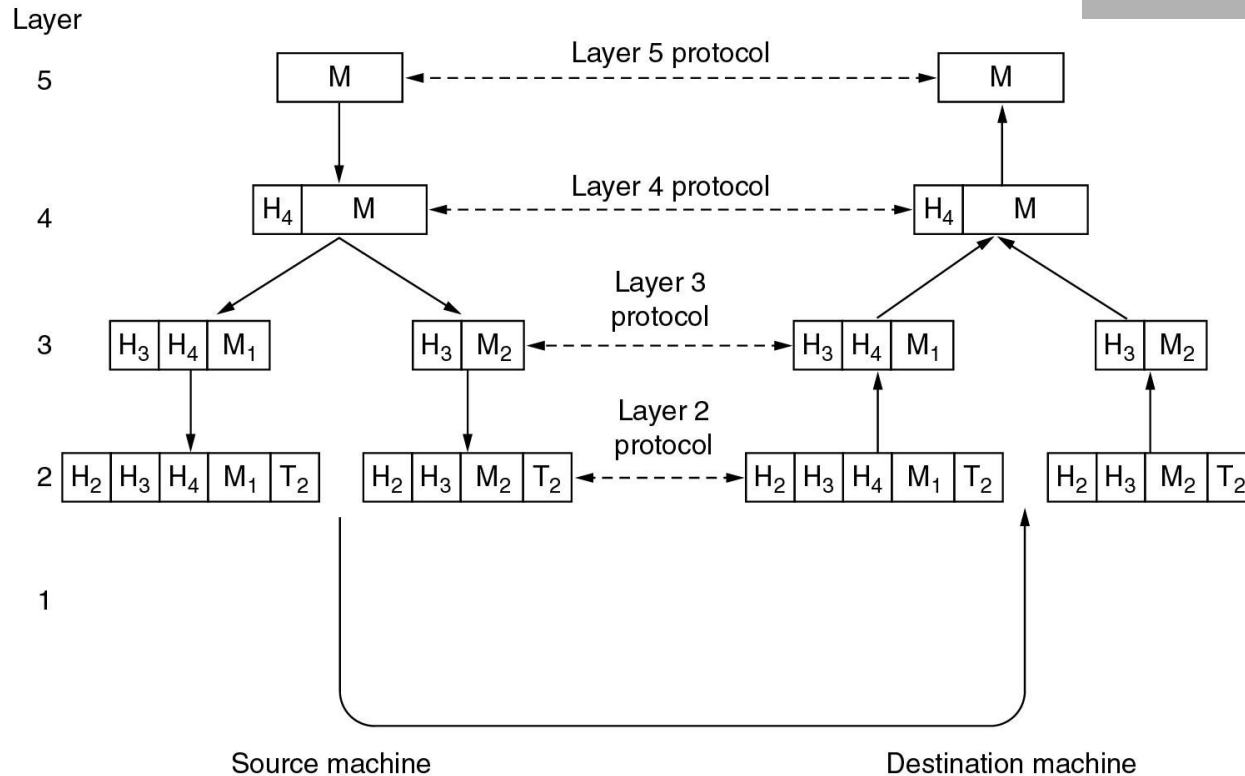 Layer
5 M Layer 5 protocol M
4 H₄ M Layer 4 protocol H₄ M
Layer 3
protocol
3 H₃ H₄ M₁ H₃ M₂ H₃ H₄ M₁ H₃ M₂
Layer 2
protocol
2 H₂ H₃ H₄ M₁ T₂ H₂ H₃ M₂ T₂ H₂ H₃ H₄ M₁ T₂ H₂ H₃ M₂ T₂
1
Source machine Destination machine